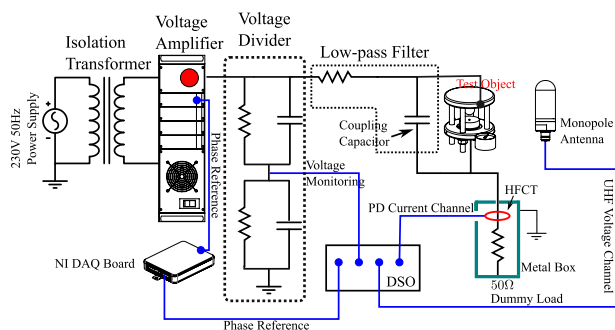 Isolation
Transformer
Voltage
Amplifier
Voltage
Divider
Low-pass Filter
Test Object
230V 50Hz
Power Supply
Coupling
Capacitor
Monopole
Antenna
Phase Reference
Voltage
Monitoring
UHF Voltage Channel
PD Current Channel
HFCT
NI DAQ Board
DSO
Metal Box
50Ω
Dummy Load
Phase Reference